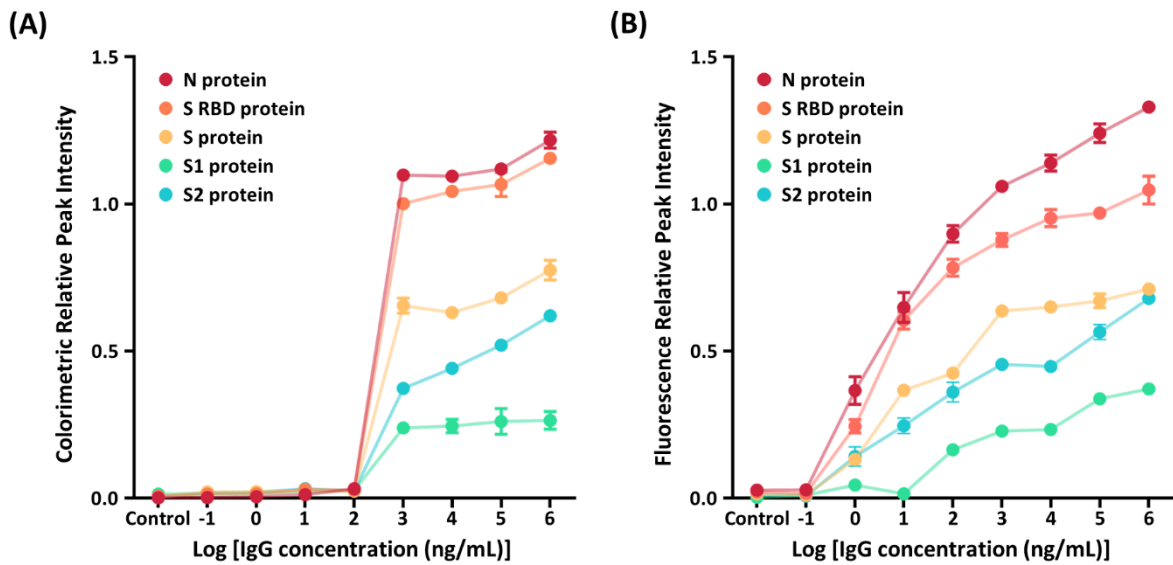 (A)
Colorimetric Relative Peak Intensity
1.5
1.0
0.5
0.0
N protein
S RBD protein
S protein
S1 protein
S2 protein
Control -1 0 1 2 3 4 5 6
Log [IgG concentration (ng/mL)]
(B)
Fluorescence Relative Peak Intensity
1.5
1.0
0.5
0.0
N protein
S RBD protein
S protein
S1 protein
S2 protein
Control -1 0 1 2 3 4 5 6
Log [IgG concentration (ng/mL)]